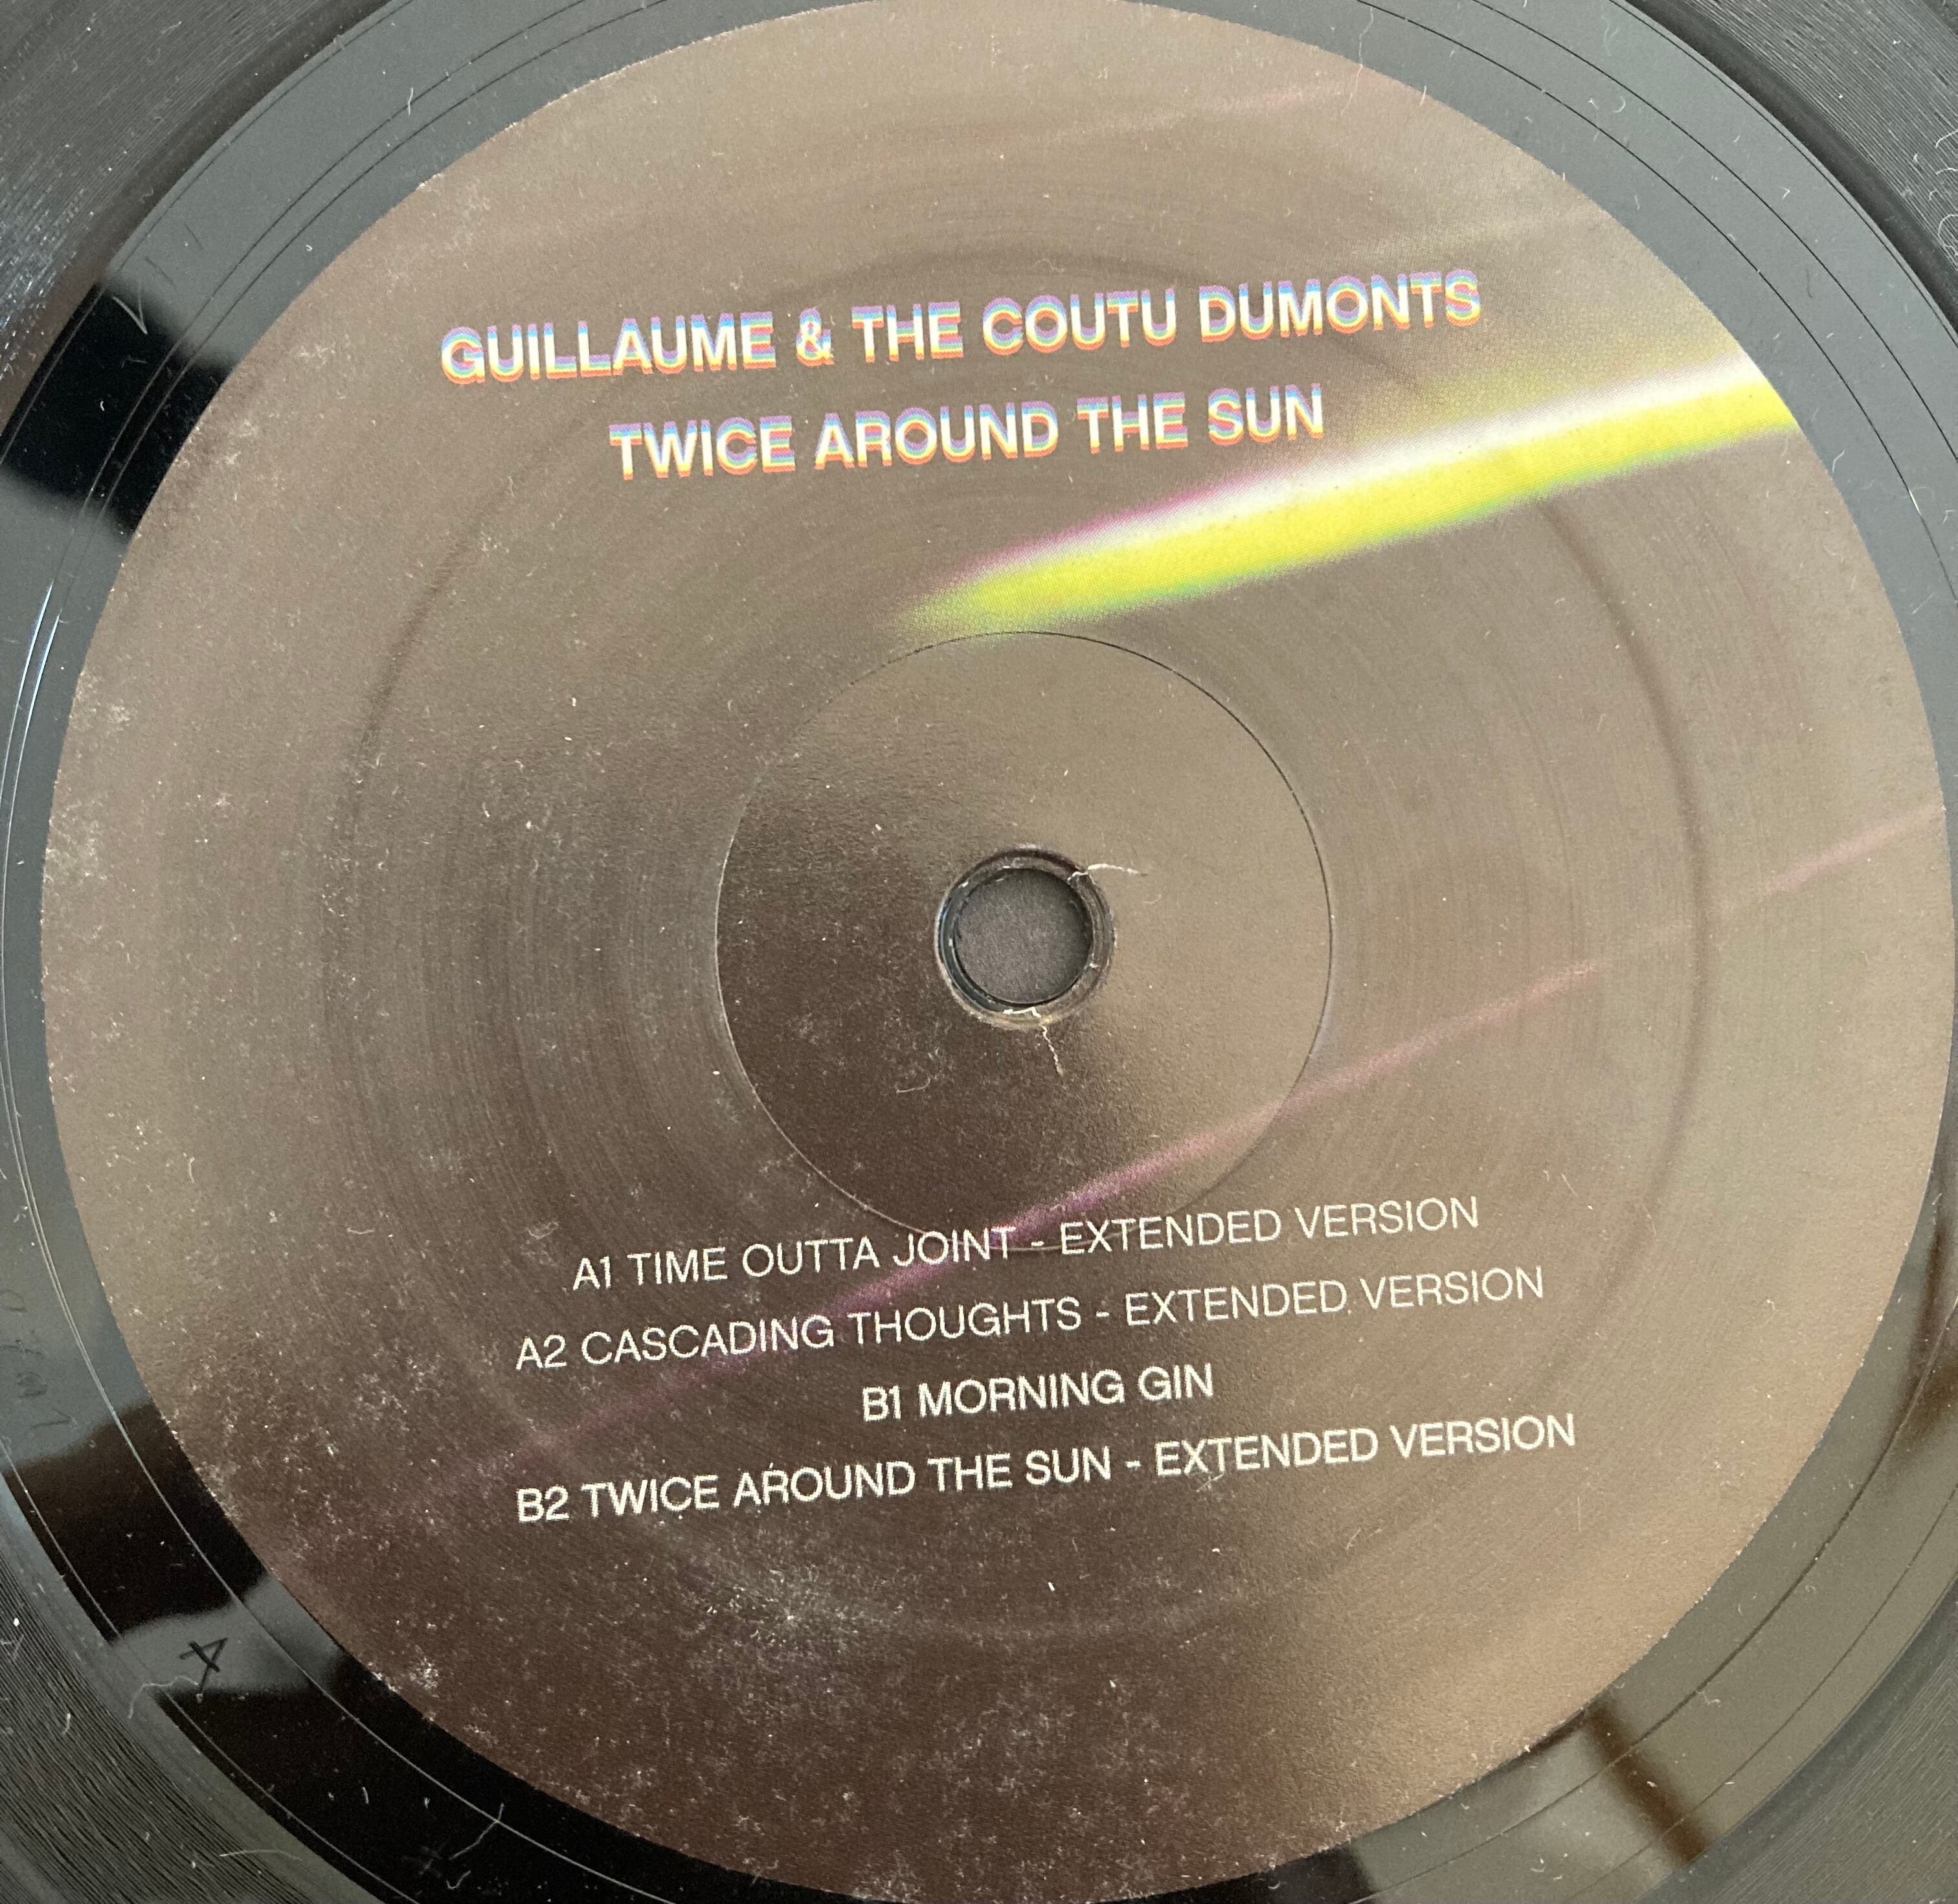 GUILLAUME & THE COUTU DUMONTS
TWICE AROUND THE SUN
A1 TIME OUTTA JOINT - EXTENDED VERSION
A2 CASCADING THOUGHTS - EXTENDED VERSION
B1 MORNING GIN
B2 TWICE AROUND THE SUN - EXTENDED VERSION
A